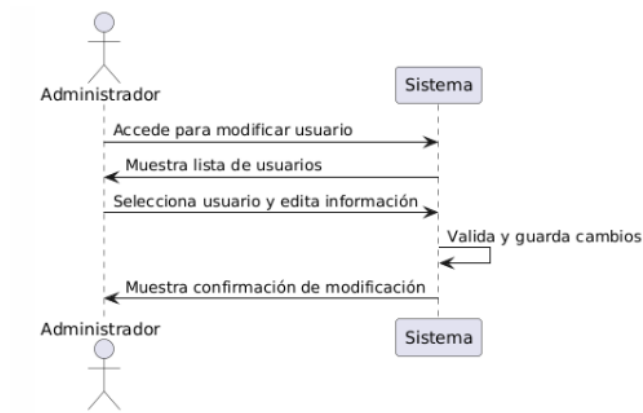 Administrador
Sistema
Accede para modificar usuario
Muestra lista de usuarios
Selecciona usuario y edita información
Valida y guarda cambios
Muestra confirmación de modificación
Administrador
Sistema